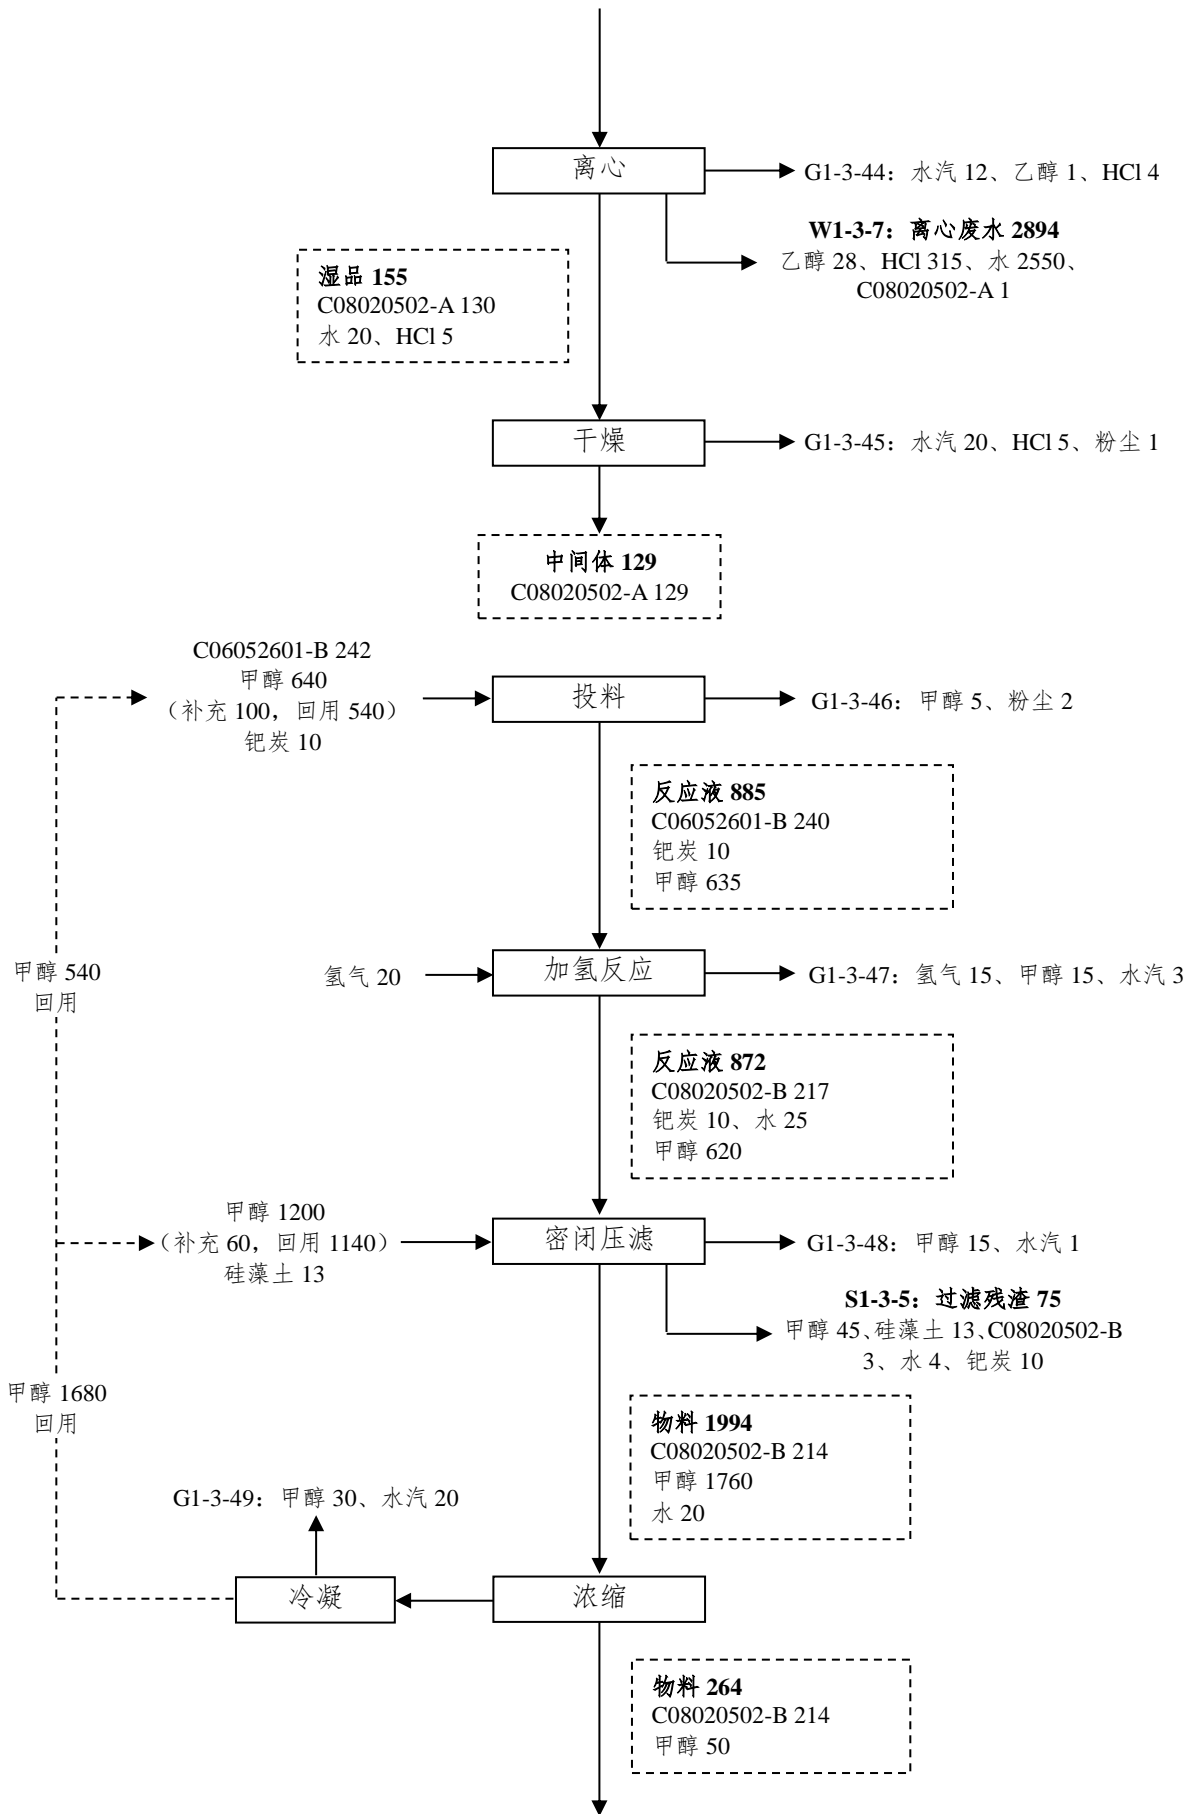 离心
G1-3-44：水汽 12、乙醇 1、HCl 4
W1-3-7：离心废水 2894
乙醇 28、HCl 315、水 2550、
C08020502-A 1
湿品 155
C08020502-A 130
水 20、HCl 5
干燥
G1-3-45：水汽 20、HCl 5、粉尘 1
中间体 129
C08020502-A 129
C06052601-B 242
甲醇 640
（补充 100，回用 540）
钯炭 10
投料
G1-3-46：甲醇 5、粉尘 2
反应液 885
C06052601-B 240
钯炭 10
甲醇 635
甲醇 540
回用
氢气 20
加氢反应
G1-3-47：氢气 15、甲醇 15、水汽 3
反应液 872
C08020502-B 217
钯炭 10、水 25
甲醇 620
甲醇 1200
（补充 60，回用 1140）
硅藻土 13
密闭压滤
G1-3-48：甲醇 15、水汽 1
S1-3-5：过滤残渣 75
甲醇 45、硅藻土 13、C08020502-B
3、水 4、钯炭 10
甲醇 1680
回用
物料 1994
C08020502-B 214
甲醇 1760
水 20
G1-3-49：甲醇 30、水汽 20
冷凝
浓缩
物料 264
C08020502-B 214
甲醇 50